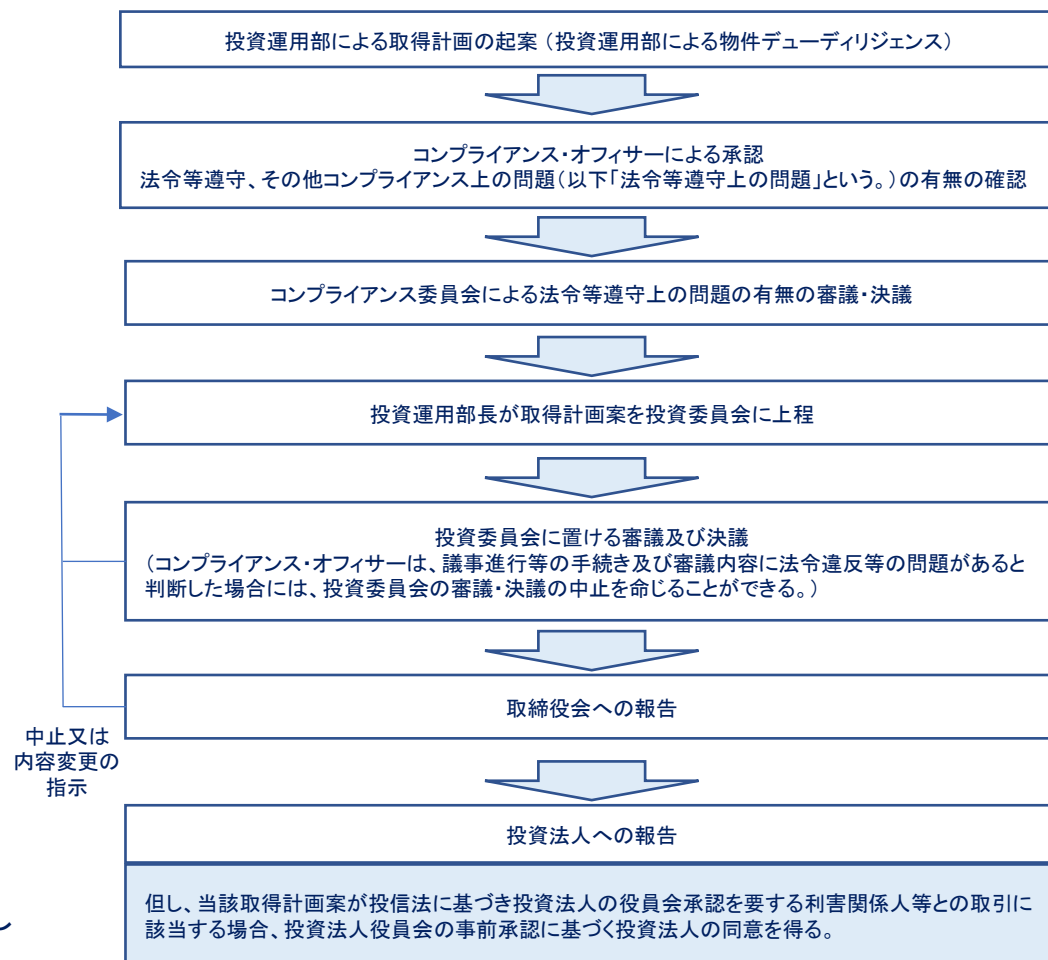 投資運用部による取得計画の起案（投資運用部による物件デューディリジェンス）
コンプライアンス・オフィサーによる承認
法令等遵守、その他コンプライアンス上の問題（以下「法令等遵守上の問題」という。）の有無の確認
コンプライアンス委員会による法令等遵守上の問題の有無の審議・決議
投資運用部長が取得計画案を投資委員会に上程
投資委員会に置ける審議及び決議
（コンプライアンス・オフィサーは、議事進行等の手続き及び審議内容に法令違反等の問題があると
判断した場合には、投資委員会の審議・決議の中止を命じることができる。）
取締役会への報告
中止又は
内容変更の
指示
投資法人への報告
但し、当該取得計画案が投信法に基づき投資法人の役員会承認を要する利害関係人等との取引に
該当する場合、投資法人役員会の事前承認に基づく投資法人の同意を得る。
し